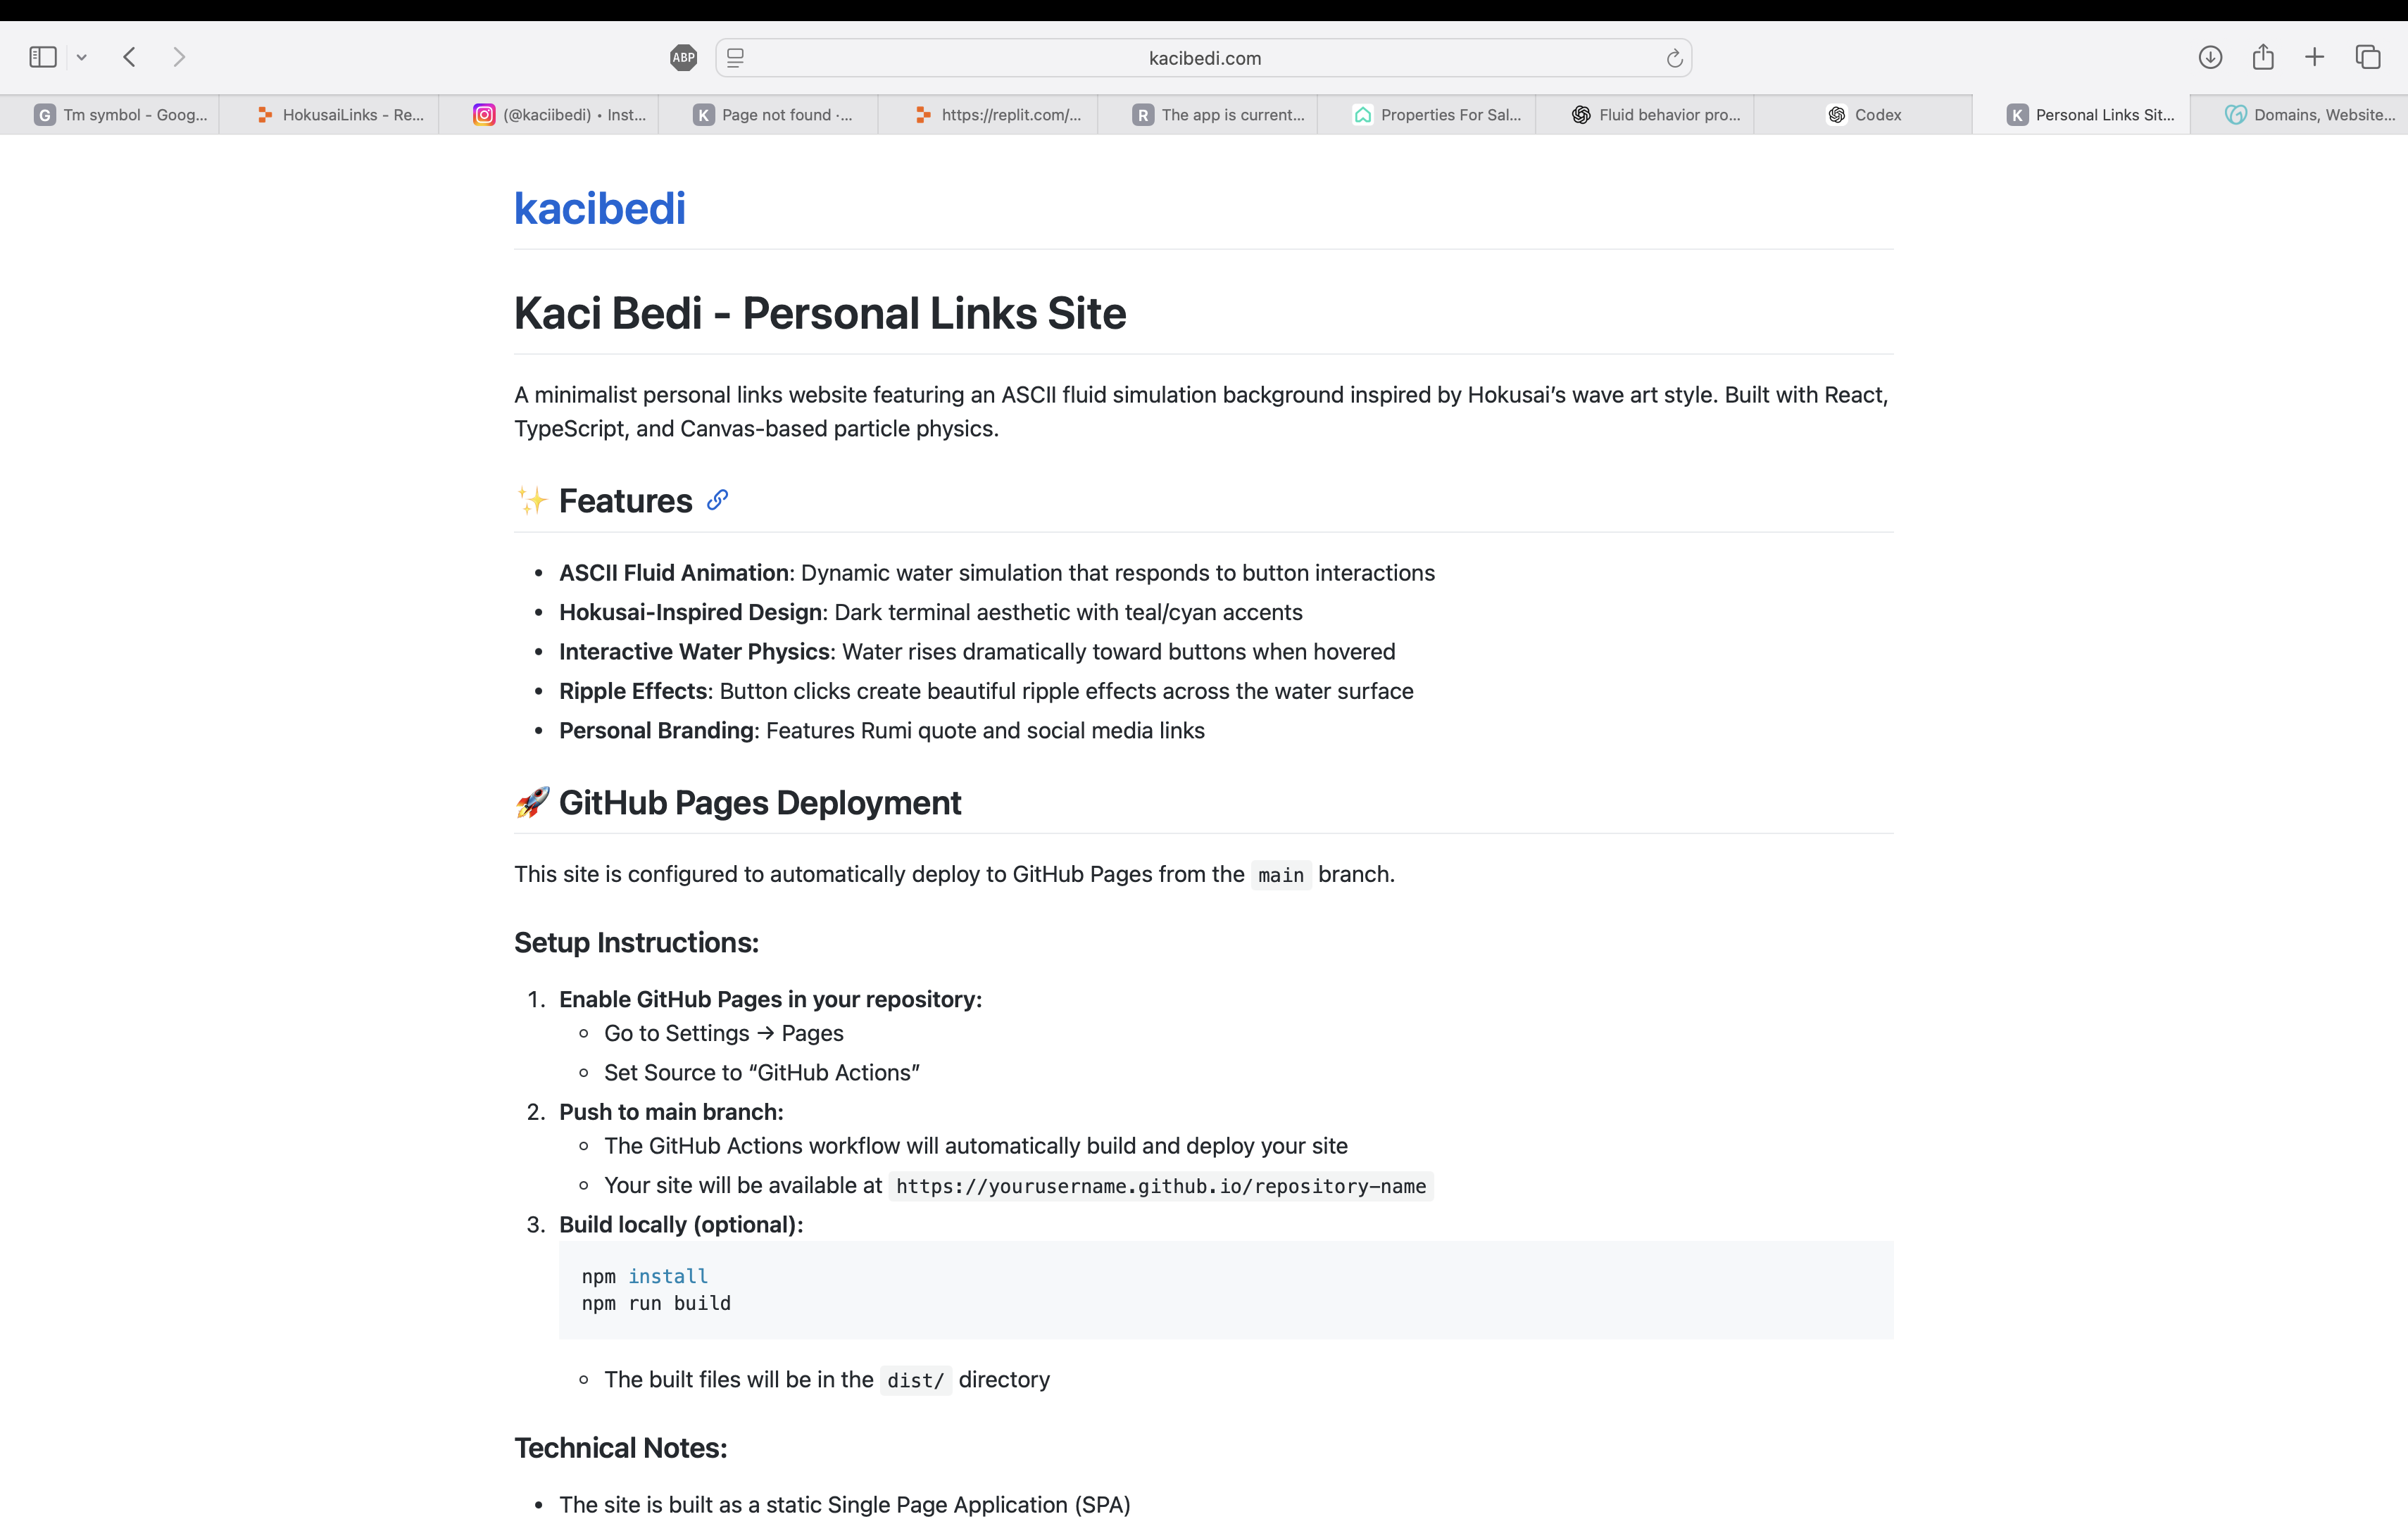 ABP
kacibedi.com
G Tm symbol - Goog...
HokusaiLinks - Re...
(@kaciibedi) • Inst...
K Page not found ·...
https://replit.com/...
R The app is current...
Properties For Sal...
Fluid behavior pro...
Codex
K Personal Links Sit...
Domains, Website...
kacibedi
Kaci Bedi - Personal Links Site
A minimalist personal links website featuring an ASCII fluid simulation background inspired by Hokusai’s wave art style. Built with React,
TypeScript, and Canvas-based particle physics.
✨ Features
• ASCII Fluid Animation: Dynamic water simulation that responds to button interactions
• Hokusai-Inspired Design: Dark terminal aesthetic with teal/cyan accents
• Interactive Water Physics: Water rises dramatically toward buttons when hovered
• Ripple Effects: Button clicks create beautiful ripple effects across the water surface
• Personal Branding: Features Rumi quote and social media links
🚀 GitHub Pages Deployment
This site is configured to automatically deploy to GitHub Pages from the main branch.
Setup Instructions:
1. Enable GitHub Pages in your repository:
◦ Go to Settings → Pages
◦ Set Source to “GitHub Actions”
2. Push to main branch:
◦ The GitHub Actions workflow will automatically build and deploy your site
◦ Your site will be available at https://yourusername.github.io/repository-name
3. Build locally (optional):
npm install
npm run build
◦ The built files will be in the dist/ directory
Technical Notes:
• The site is built as a static Single Page Application (SPA)